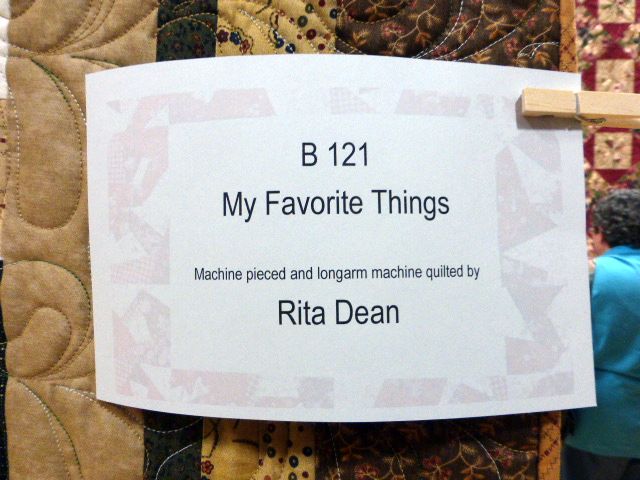 B 121
My Favorite Things
Machine pieced and longarm machine quilted by
Rita Dean